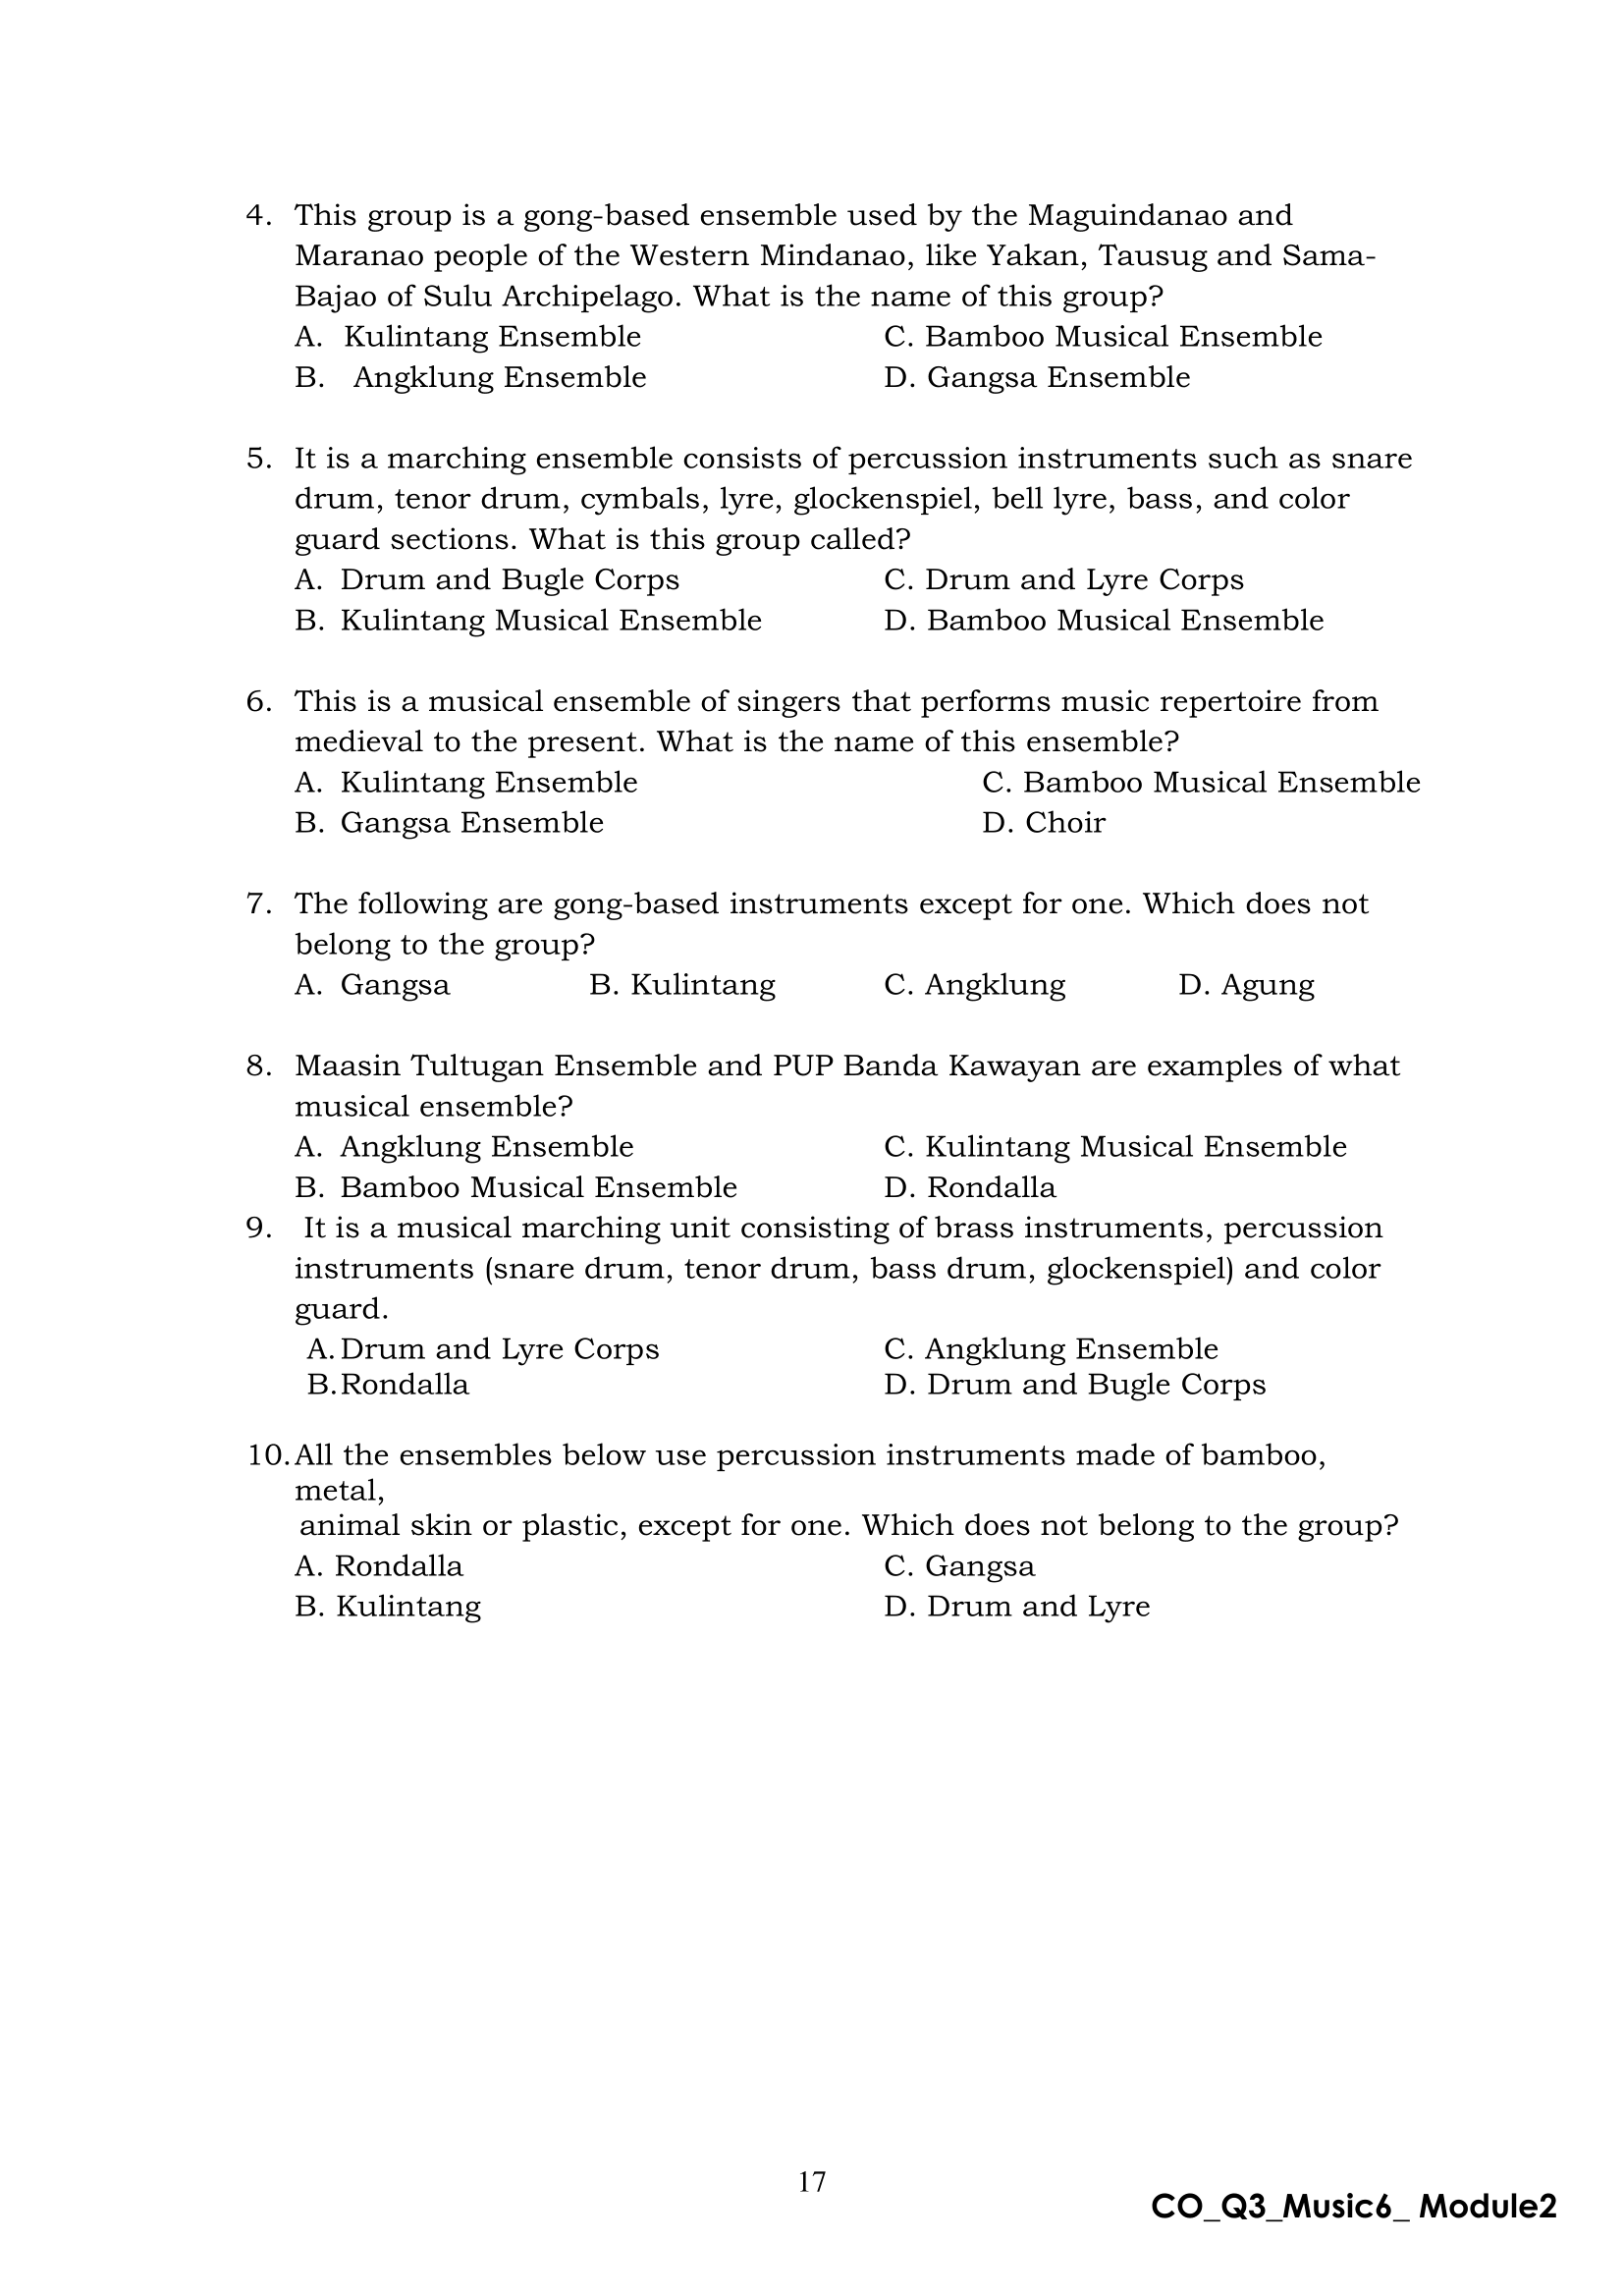 4. This group is a gong-based ensemble used by the Maguindanao and
Maranao people of the Western Mindanao, like Yakan, Tausug and Sama-
Bajao of Sulu Archipelago. What is the name of this group?
A. Kulintang Ensemble C. Bamboo Musical Ensemble
B. Angklung Ensemble D. Gangsa Ensemble
5. It is a marching ensemble consists of percussion instruments such as snare
drum, tenor drum, cymbals, lyre, glockenspiel, bell lyre, bass, and color
guard sections. What is this group called?
A. Drum and Bugle Corps C. Drum and Lyre Corps
B. Kulintang Musical Ensemble D. Bamboo Musical Ensemble
6. This is a musical ensemble of singers that performs music repertoire from
medieval to the present. What is the name of this ensemble?
A. Kulintang Ensemble C. Bamboo Musical Ensemble
B. Gangsa Ensemble D. Choir
7. The following are gong-based instruments except for one. Which does not
belong to the group?
A. Gangsa B. Kulintang C. Angklung D. Agung
8. Maasin Tultugan Ensemble and PUP Banda Kawayan are examples of what
musical ensemble?
A. Angklung Ensemble C. Kulintang Musical Ensemble
B. Bamboo Musical Ensemble D. Rondalla
9. It is a musical marching unit consisting of brass instruments, percussion
instruments (snare drum, tenor drum, bass drum, glockenspiel) and color
guard.
A. Drum and Lyre Corps C. Angklung Ensemble
B. Rondalla D. Drum and Bugle Corps
10. All the ensembles below use percussion instruments made of bamboo,
metal,
animal skin or plastic, except for one. Which does not belong to the group?
A. Rondalla C. Gangsa
B. Kulintang D. Drum and Lyre
17
CO_Q3_Music6_ Module2